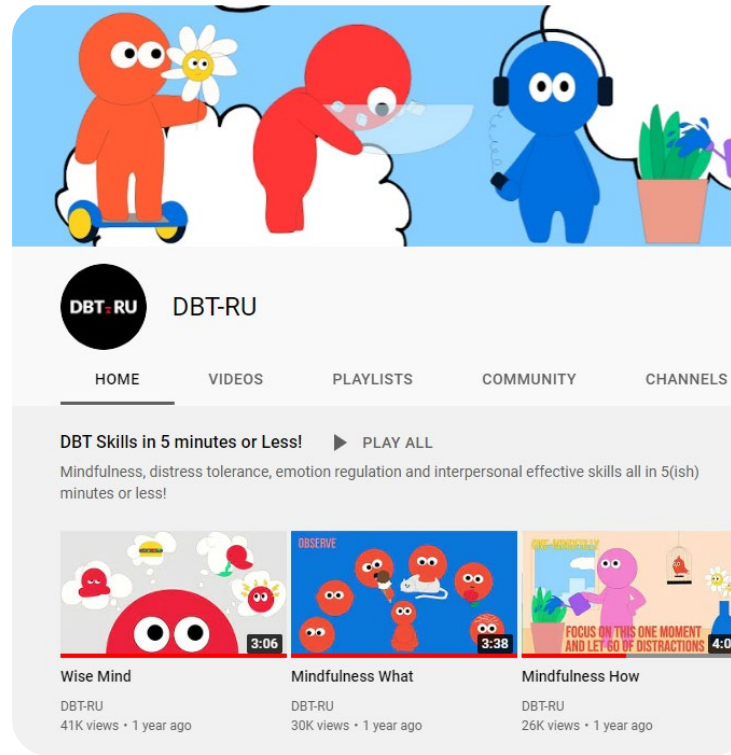 DBT-RU
DBT-RU
HOME VIDEOS PLAYLISTS COMMUNITY CHANNELS
DBT Skills in 5 minutes or Less! PLAY ALL
Mindfulness, distress tolerance, emotion regulation and interpersonal effective skills all in 5(ish)
minutes or less!
3:06
OBSERVE
3:38
ONE-MINDFULLY
FOCUS ON THIS ONE MOMENT
AND LET GO OF DISTRACTIONS
Wise Mind Mindfulness What Mindfulness How
DBT-RU DBT-RU DBT-RU
41K views • 1 year ago 30K views • 1 year ago 26K views • 1 year ago